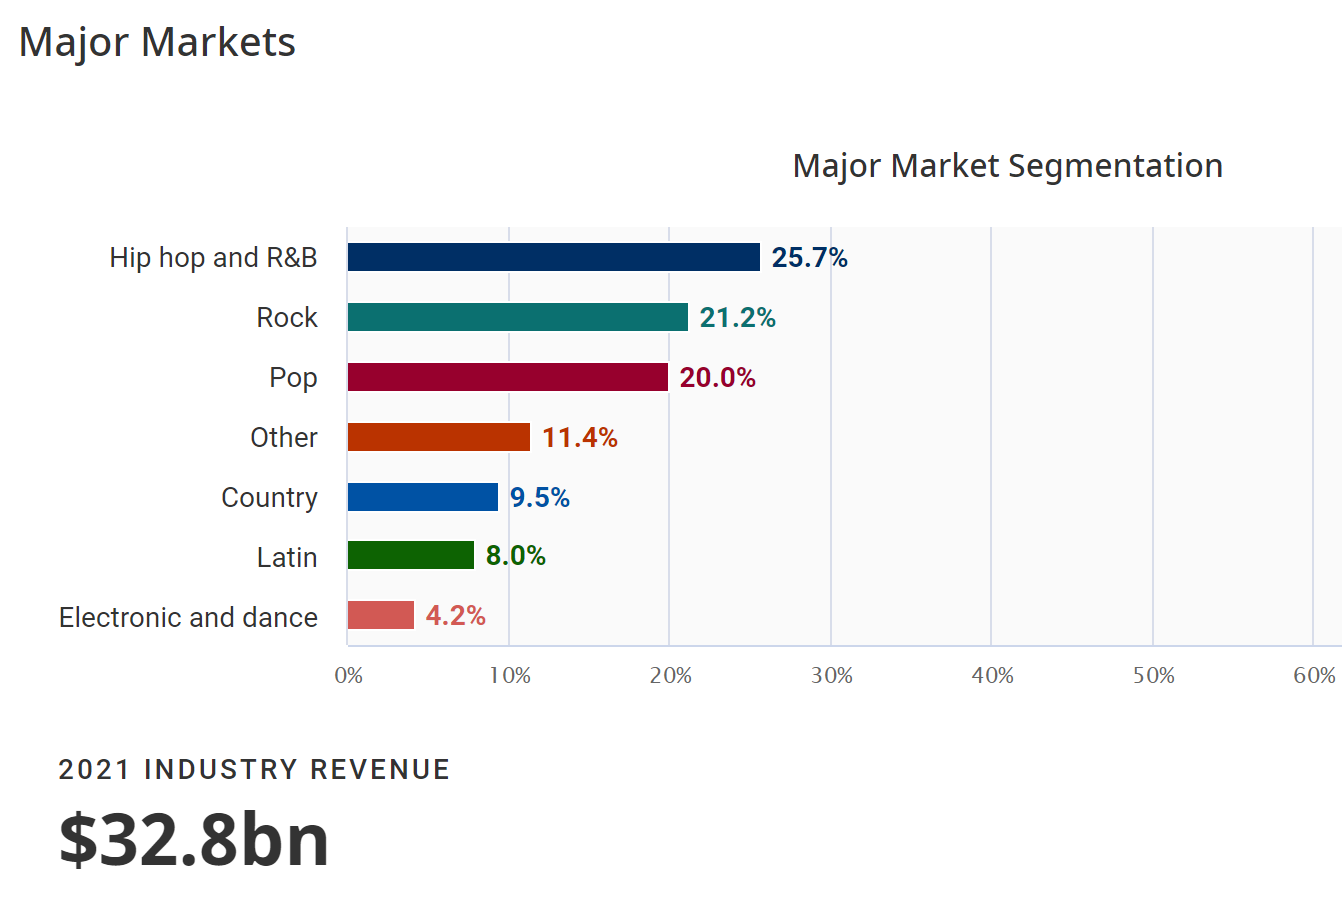 Major Markets
Major Market Segmentation
Hip hop and R&B 25.7%
Rock 21.2%
Pop 20.0%
Other 11.4%
Country 9.5%
Latin 8.0%
Electronic and dance 4.2%
0% 10% 20% 30% 40% 50% 60%
2021 INDUSTRY REVENUE
$32.8bn